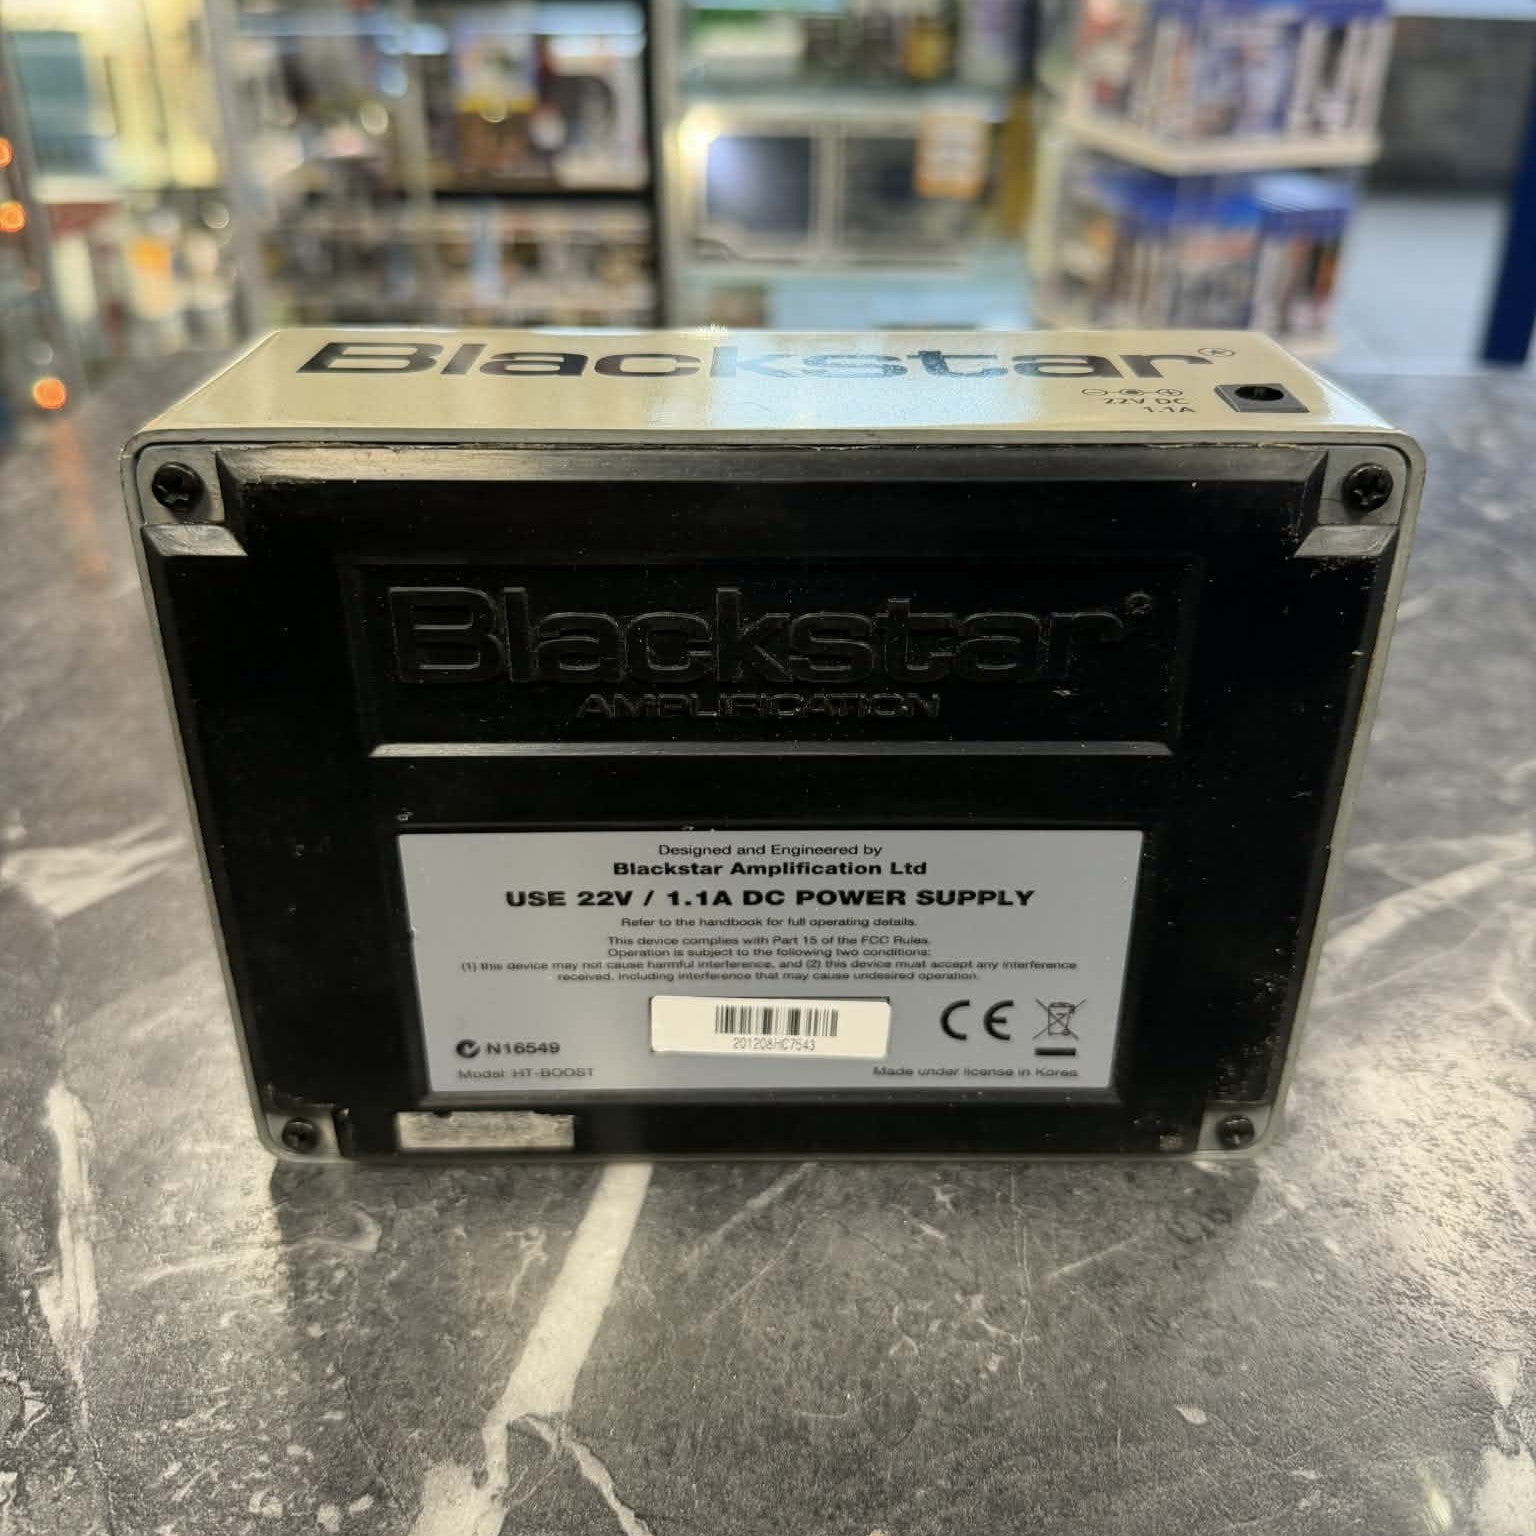 Blackstar®
22V DC
1.1A
Blackstar®
AMPLIFICATION
Designed and Engineered by
Blackstar Amplification Ltd
USE 22V / 1.1A DC POWER SUPPLY
Refer to the handbook for full operating details.
This device complies with Part 15 of the FCC Rules.
Operation is subject to the following two conditions:
(1) this device may not cause harmful interference, and (2) this device must accept any interference
received, including interference that may cause undesired operation.
201208HC7543
CE
N16549
Model: HT-BOOST
Made under license in Korea